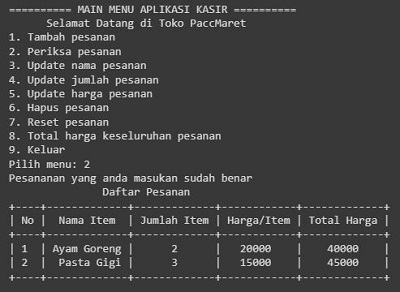 ========== MAIN MENU APLIKASI KASIR ==========
Selamat Datang di Toko PaccMaret
1. Tambah pesanan
2. Periksa pesanan
3. Update nama pesanan
4. Update jumlah pesanan
5. Update harga pesanan
6. Hapus pesanan
7. Reset pesanan
8. Total harga keseluruhan pesanan
9. Keluar
Pilih menu: 2
Pesananan yang anda masukan sudah benar
Daftar Pesanan
+----+-------------+-------------+------------+-------------+
| No | Nama Item | Jumlah Item | Harga/Item | Total Harga |
+----+-------------+-------------+------------+-------------+
| 1 | Ayam Goreng | 2 | 20000 | 40000 |
| 2 | Pasta Gigi | 3 | 15000 | 45000 |
+----+-------------+-------------+------------+-------------+